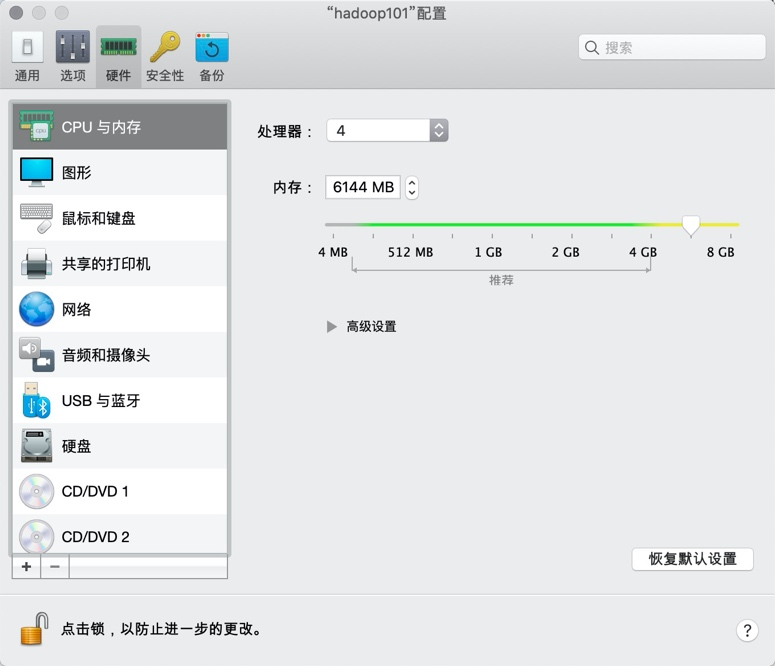 “hadoop101”配置
通用 选项 硬件 安全性 备份 搜索
CPU 与内存
图形
鼠标和键盘
共享的打印机
网络
音频和摄像头
USB 与蓝牙
硬盘
CD/DVD 1
CD/DVD 2
+ −
处理器： 4
内存： 6144 MB
4 MB 512 MB 1 GB 2 GB 4 GB 8 GB
推荐
高级设置
恢复默认设置
点击锁，以防止进一步的更改。 ?